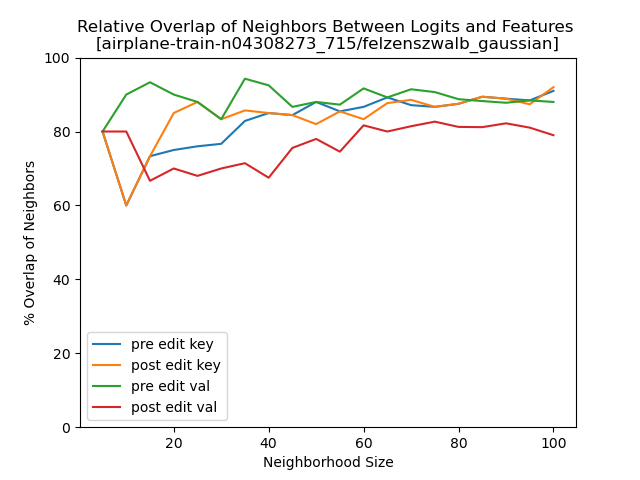 Relative Overlap of Neighbors Between Logits and Features
[airplane-train-n04308273_715/felzenszwalb_gaussian]
100
80
60
40
20
0
% Overlap of Neighbors
pre edit key
post edit key
pre edit val
post edit val
20
40
60
80
100
Neighborhood Size